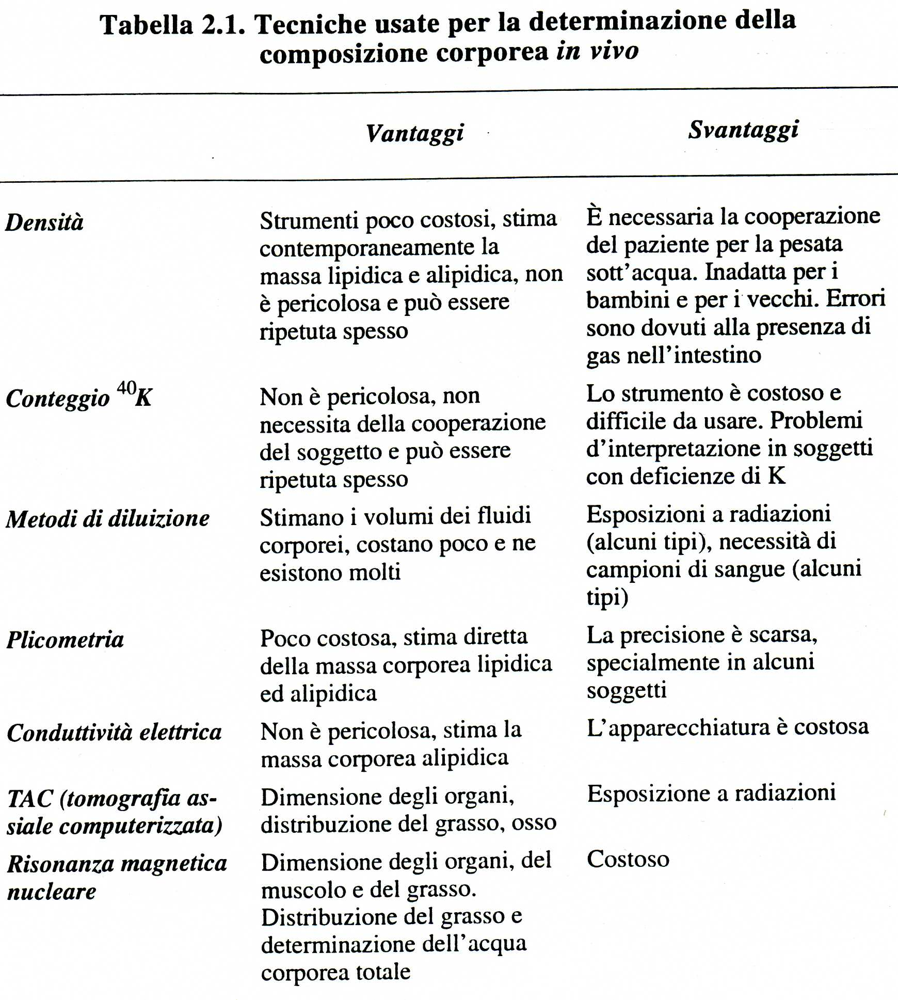 Tabella 2.1. Tecniche usate per la determinazione della
composizione corporea in vivo
Vantaggi
Svantaggi
Densità
Strumenti poco costosi, stima
contemporaneamente la
massa lipidica e alipidica, non
è pericolosa e può essere
ripetuta spesso
È necessaria la cooperazione
del paziente per la pesata
sott'acqua. Inadatta per i
bambini e per i vecchi. Errori
sono dovuti alla presenza di
gas nell'intestino
Conteggio ⁴⁰K
Non è pericolosa, non
necessita della cooperazione
del soggetto e può essere
ripetuta spesso
Lo strumento è costoso e
difficile da usare. Problemi
d'interpretazione in soggetti
con deficienze di K
Metodi di diluizione
Stimano i volumi dei fluidi
corporei, costano poco e ne
esistono molti
Esposizioni a radiazioni
(alcuni tipi), necessità di
campioni di sangue (alcuni
tipi)
Plicometria
Poco costosa, stima diretta
della massa corporea lipidica
ed alipidica
La precisione è scarsa,
specialmente in alcuni
soggetti
Conduttività elettrica
Non è pericolosa, stima la
massa corporea alipidica
L'apparecchiatura è costosa
TAC (tomografia as-
siale computerizzata)
Dimensione degli organi,
distribuzione del grasso, osso
Esposizione a radiazioni
Risonanza magnetica
nucleare
Dimensione degli organi, del
muscolo e del grasso.
Distribuzione del grasso e
determinazione dell'acqua
corporea totale
Costoso